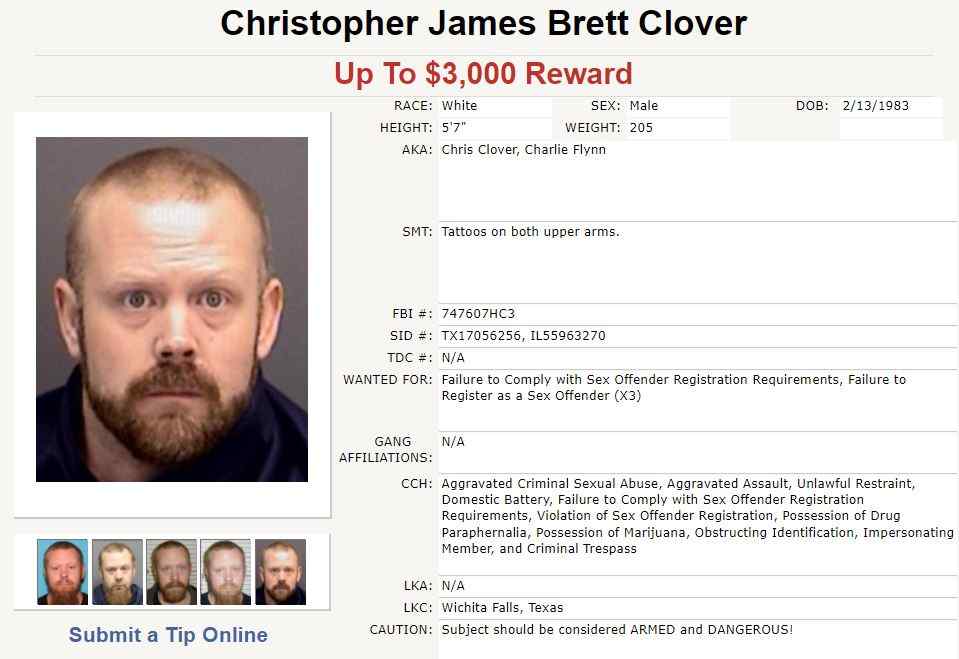 Christopher James Brett Clover
Up To $3,000 Reward
RACE: White SEX: Male DOB: 2/13/1983
HEIGHT: 5'7" WEIGHT: 205
AKA: Chris Clover, Charlie Flynn
SMT: Tattoos on both upper arms.
FBI #: 747607HC3
SID #: TX17056256, IL55963270
TDC #: N/A
WANTED FOR: Failure to Comply with Sex Offender Registration Requirements, Failure to
Register as a Sex Offender (X3)
GANG AFFILIATIONS: N/A
CCH: Aggravated Criminal Sexual Abuse, Aggravated Assault, Unlawful Restraint,
Domestic Battery, Failure to Comply with Sex Offender Registration
Requirements, Violation of Sex Offender Registration, Possession of Drug
Paraphernalia, Possession of Marijuana, Obstructing Identification, Impersonating
Member, and Criminal Trespass
LKA: N/A
LKC: Wichita Falls, Texas
CAUTION: Subject should be considered ARMED and DANGEROUS!
Submit a Tip Online